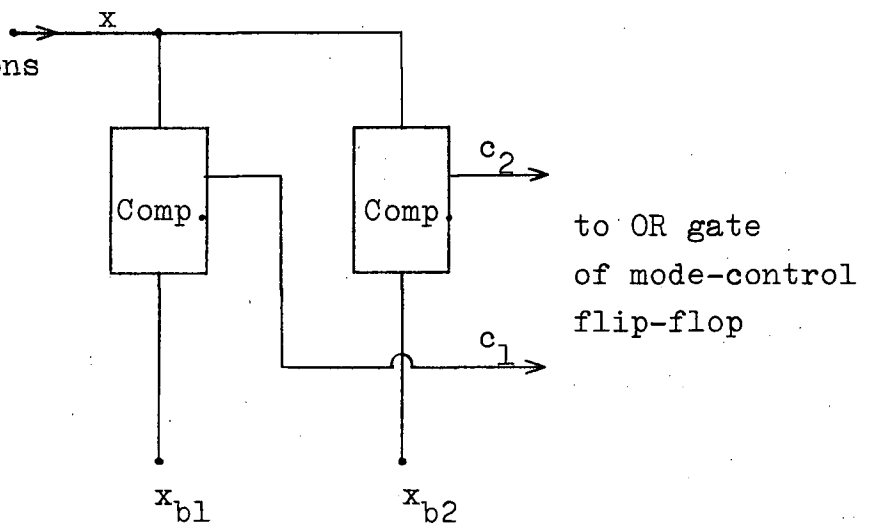 x
ns
c2
Comp.
Comp.
to OR gate
of mode-control
flip-flop
c1
xb1
xb2